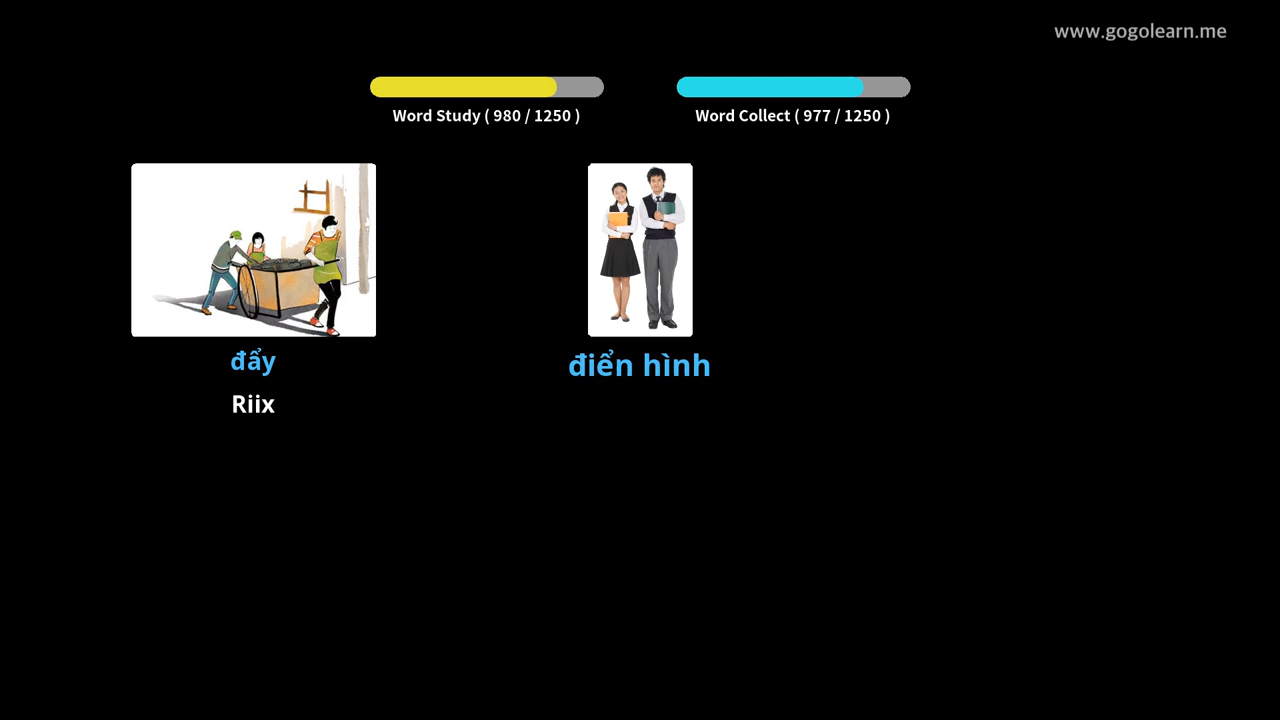 www.gogolearn.me
Word Study ( 980 / 1250 )
Word Collect ( 977 / 1250 )
đẩy
Riix
điển hình